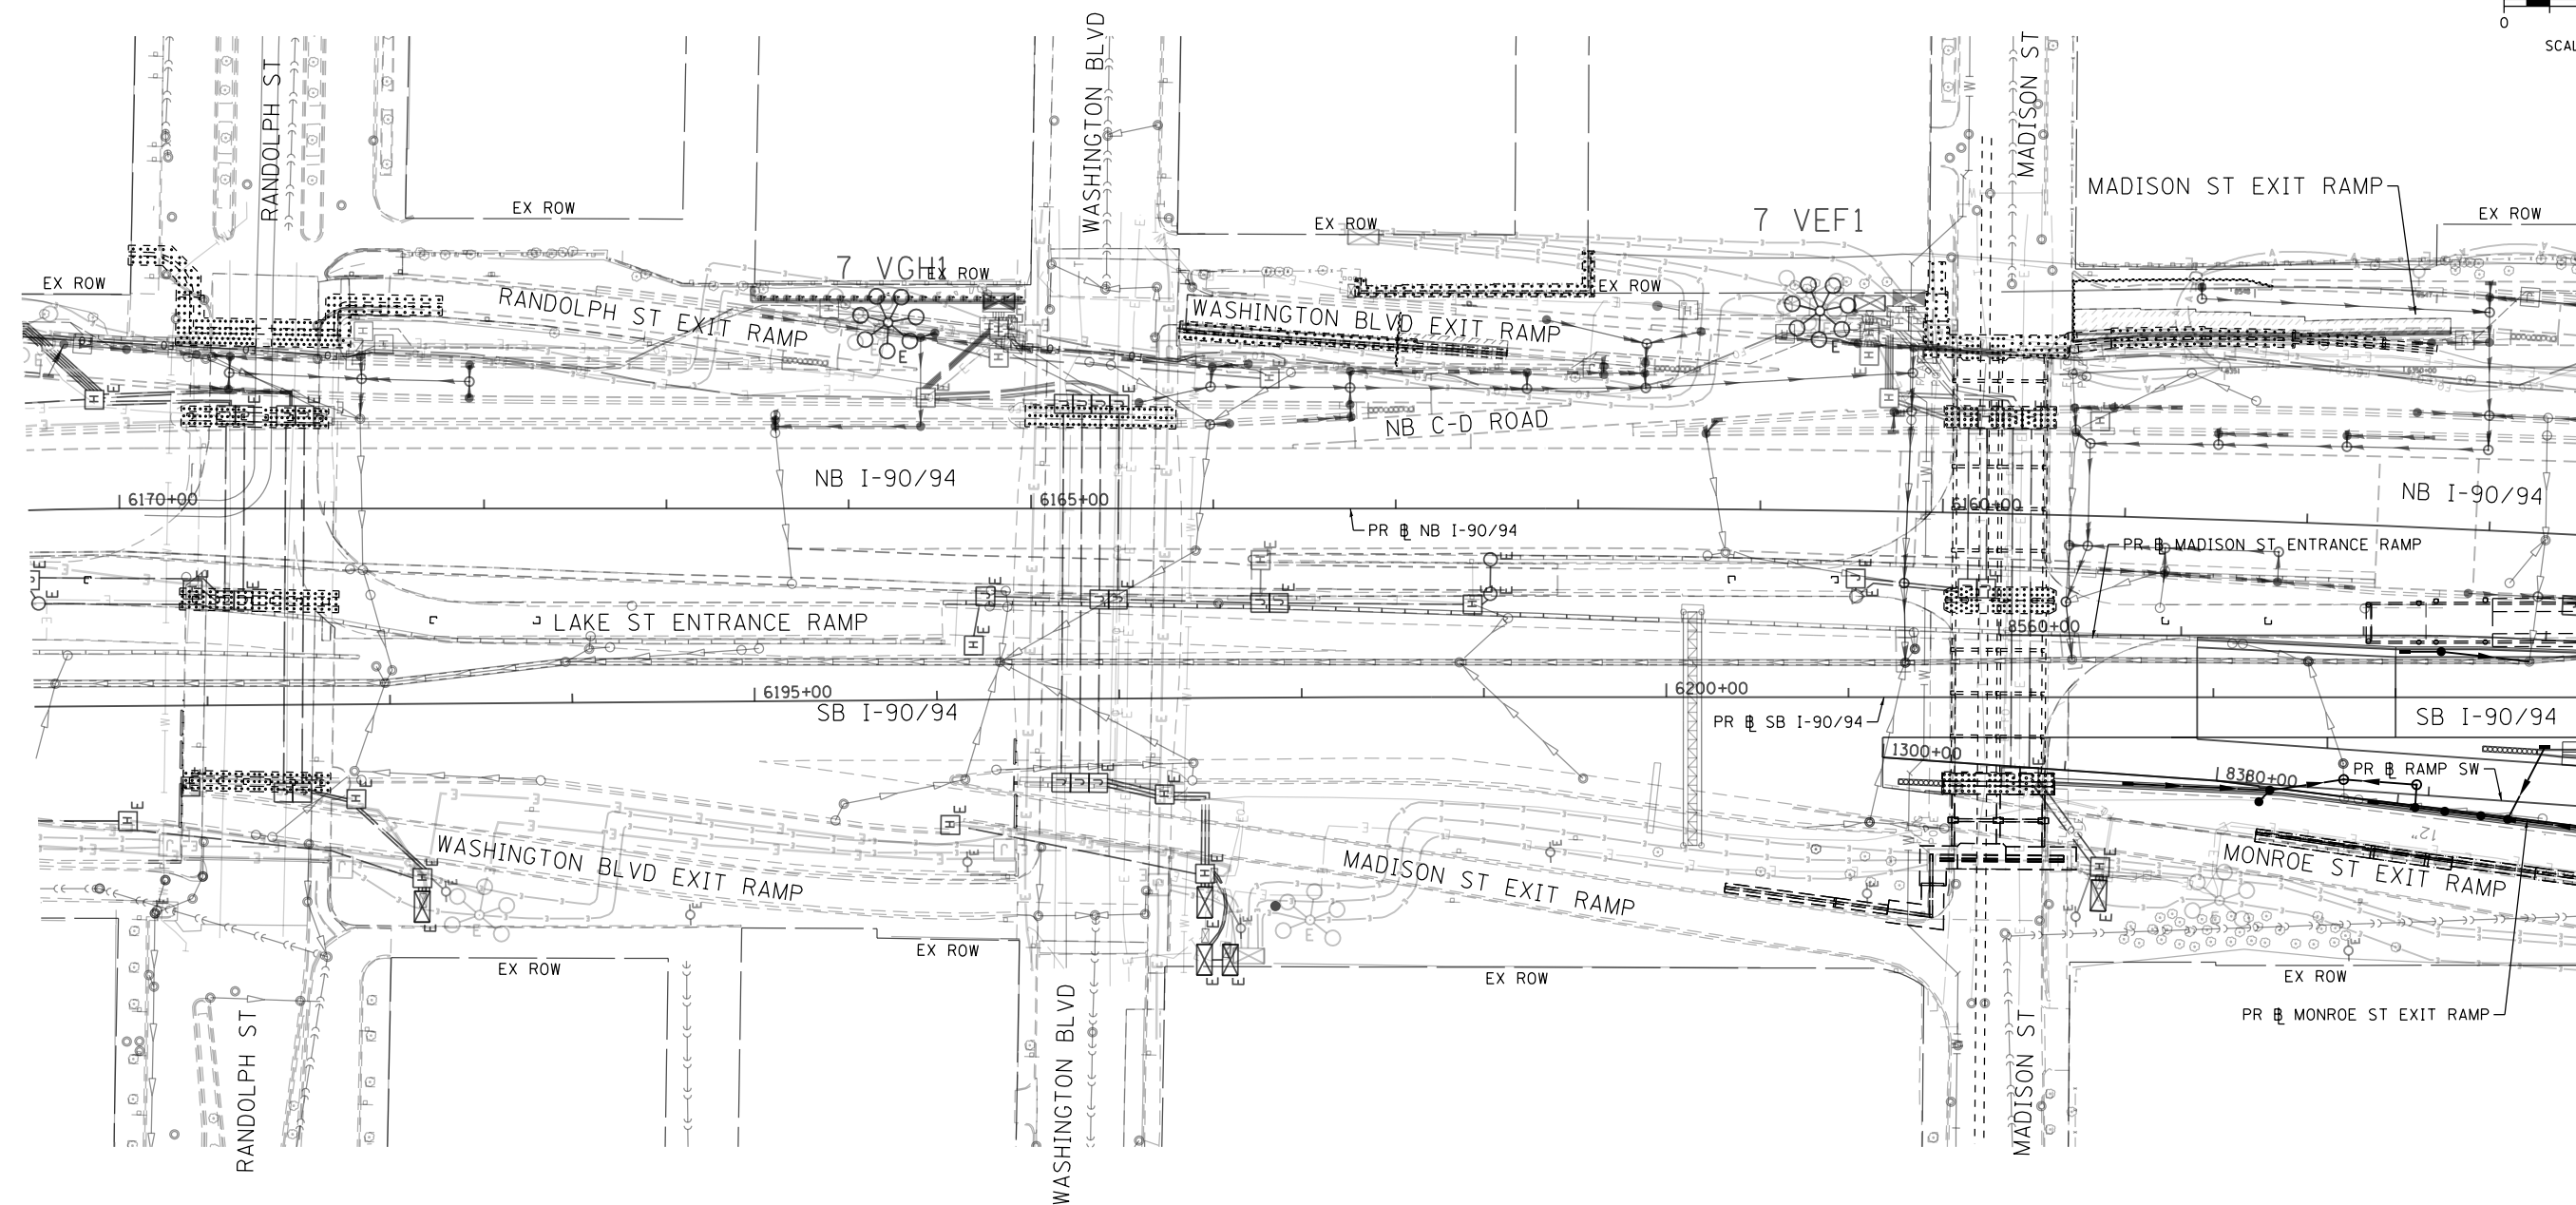 0
SCAL
RANDOLPH ST
WASHINGTON BLVD
MADISON ST
MADISON ST EXIT RAMP
EX ROW
EX ROW
EX ROW
7 VEF1
7 VGH1
EX ROW
EX ROW
EX ROW
RANDOLPH ST EXIT RAMP
WASHINGTON BLVD EXIT RAMP
NB C-D ROAD
NB I-90/94
NB I-90/94
6170+00
6165+00
6160+00
PR B NB I-90/94
PR B MADISON ST ENTRANCE RAMP
LAKE ST ENTRANCE RAMP
8560+00
6195+00
6200+00
SB I-90/94
PR B SB I-90/94
SB I-90/94
1300+00
8380+00
PR B RAMP SW
12"
WASHINGTON BLVD EXIT RAMP
MADISON ST EXIT RAMP
MONROE ST EXIT RAMP
EX ROW
EX ROW
EX ROW
EX ROW
PR B MONROE ST EXIT RAMP
RANDOLPH ST
WASHINGTON BLVD
MADISON ST